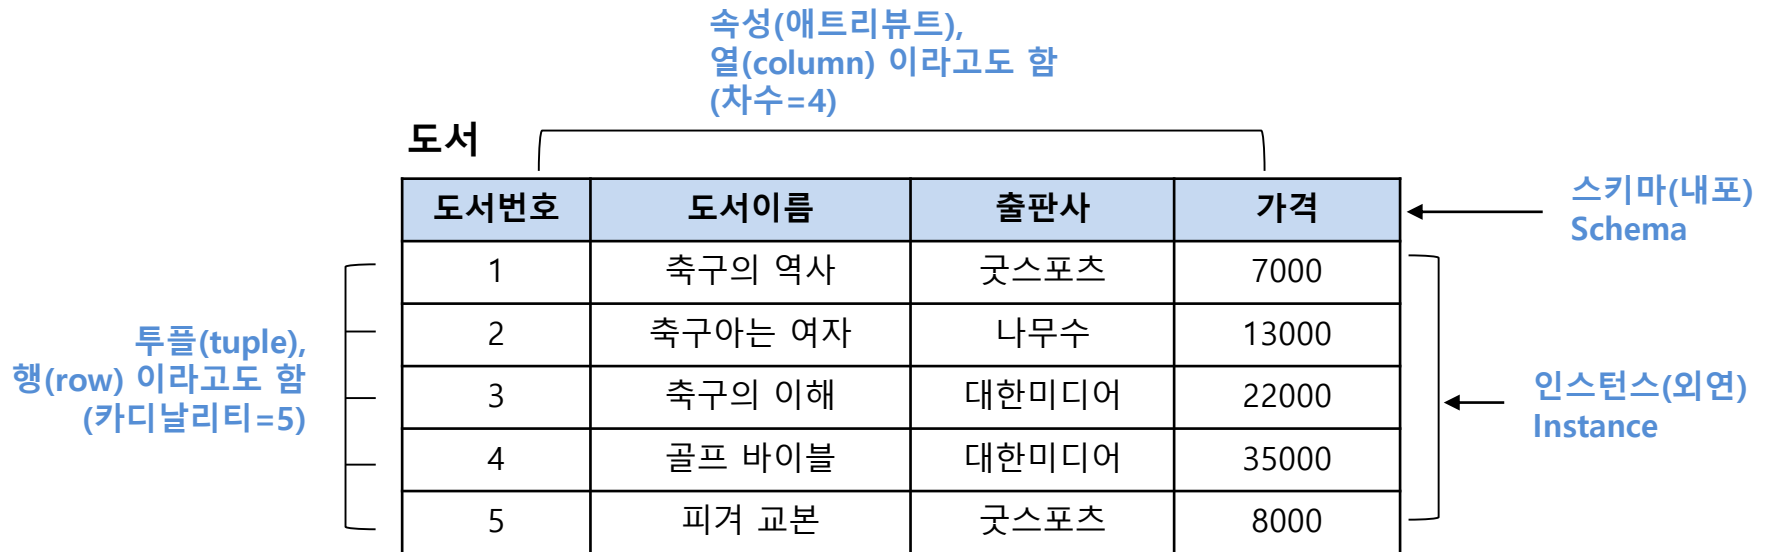 속성(애트리뷰트),
열(column) 이라고도 함
(차수=4)
도서
도서번호 도서이름 출판사 가격
스키마(내포)
Schema
1 축구의 역사 굿스포츠 7000
2 축구아는 여자 나무수 13000
3 축구의 이해 대한미디어 22000
4 골프 바이블 대한미디어 35000
5 피겨 교본 굿스포츠 8000
투플(tuple),
행(row) 이라고도 함
(카디날리티=5)
인스턴스(외연)
Instance